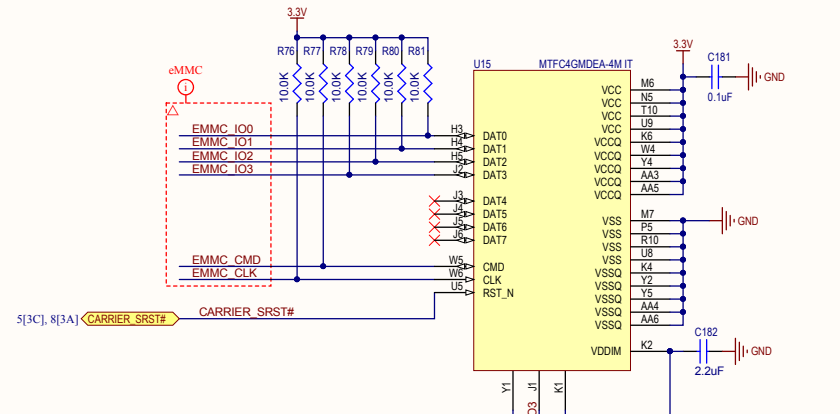 3.3V
R76 R77 R78 R79 R80 R81
10.0K 10.0K 10.0K 10.0K 10.0K 10.0K
eMMC
i
EMMC_IO0
EMMC_IO1
EMMC_IO2
EMMC_IO3
EMMC_CMD
EMMC_CLK
5[3C], 8[3A] CARRIER_SRST# CARRIER_SRST#
U15 MTFC4GMDEA-4M IT
H3 DAT0
H4 DAT1
H5 DAT2
J2 DAT3
J3 DAT4
J4 DAT5
J5 DAT6
J6 DAT7
W5 CMD
W6 CLK
U5 RST_N
VCC M6
VCC N5
VCC T10
VCC U9
VCCQ K6
VCCQ W4
VCCQ Y4
VCCQ AA3
VCCQ AA5
VSS M7
VSS P5
VSS R10
VSS U8
VSSQ K4
VSSQ Y2
VSSQ Y5
VSSQ AA4
VSSQ AA6
VDDIM K2
3.3V
C181
0.1uF
GND
GND
C182
2.2uF
GND
Y1 J1 K1
O3